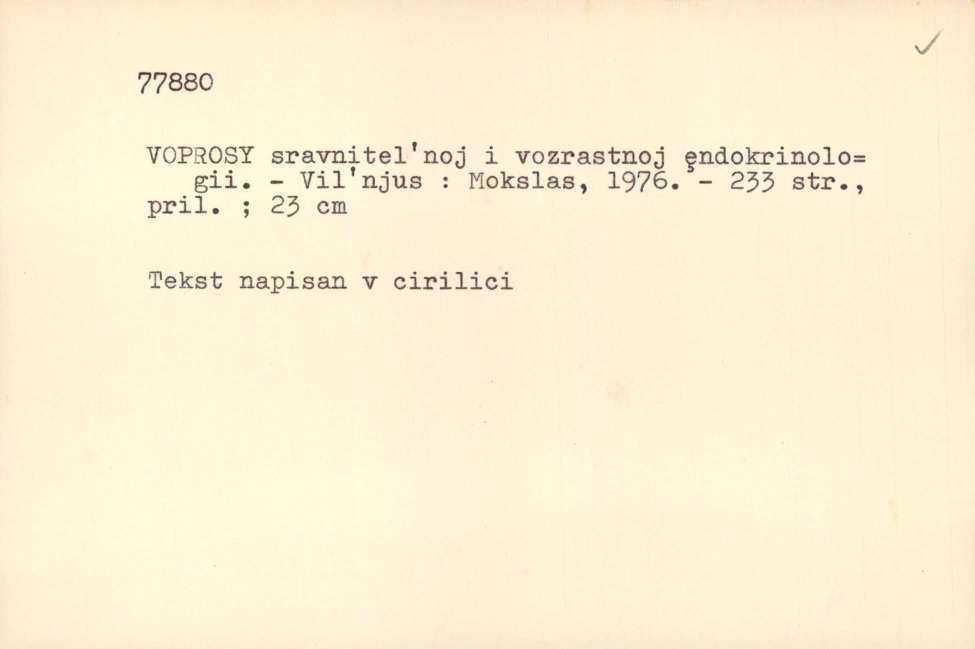 77880
VOPROSY sravnitel'noj i vozrastnoj ęndokrinolo=
gii. - Vil'njus : Mokslas, 1976. - 233 str.,
pril. ; 23 cm
Tekst napisan v cirilici